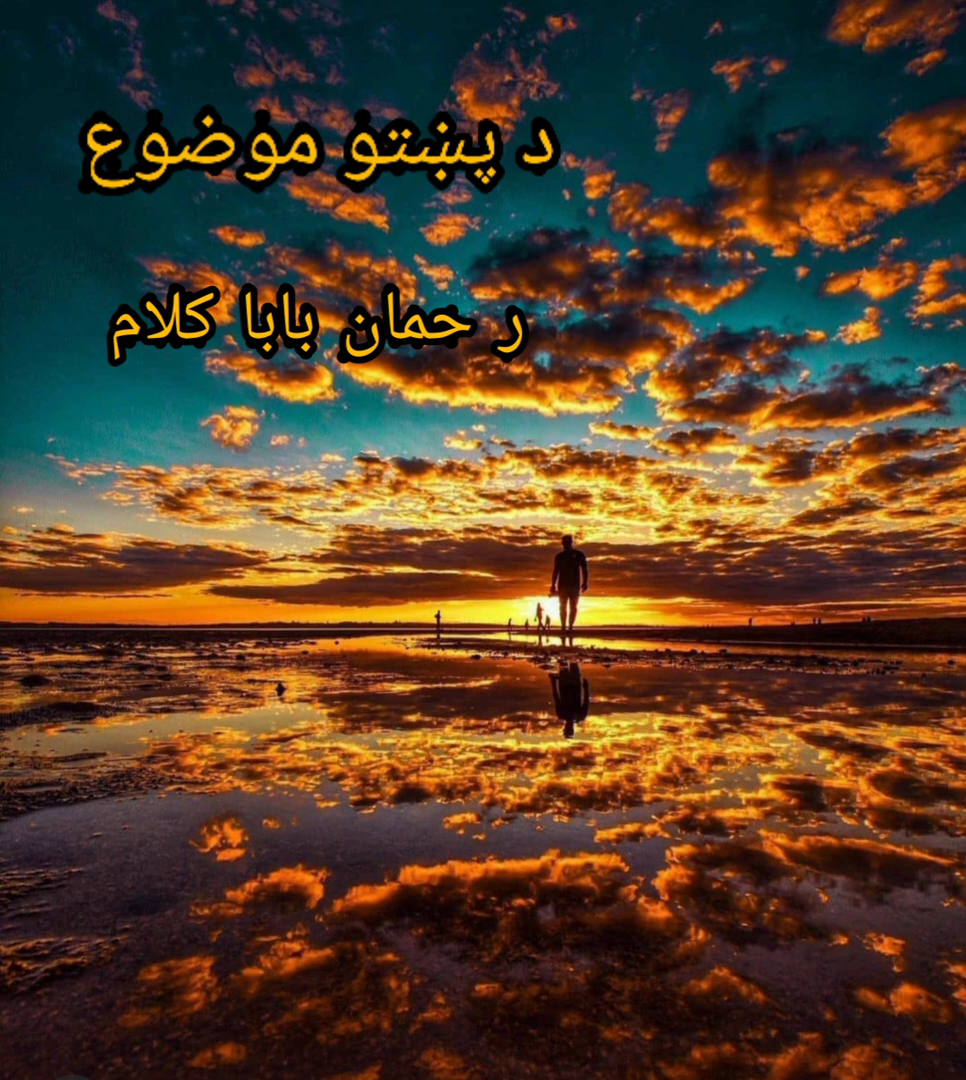 د پښتو موضوع
ر حمان بابا کلام